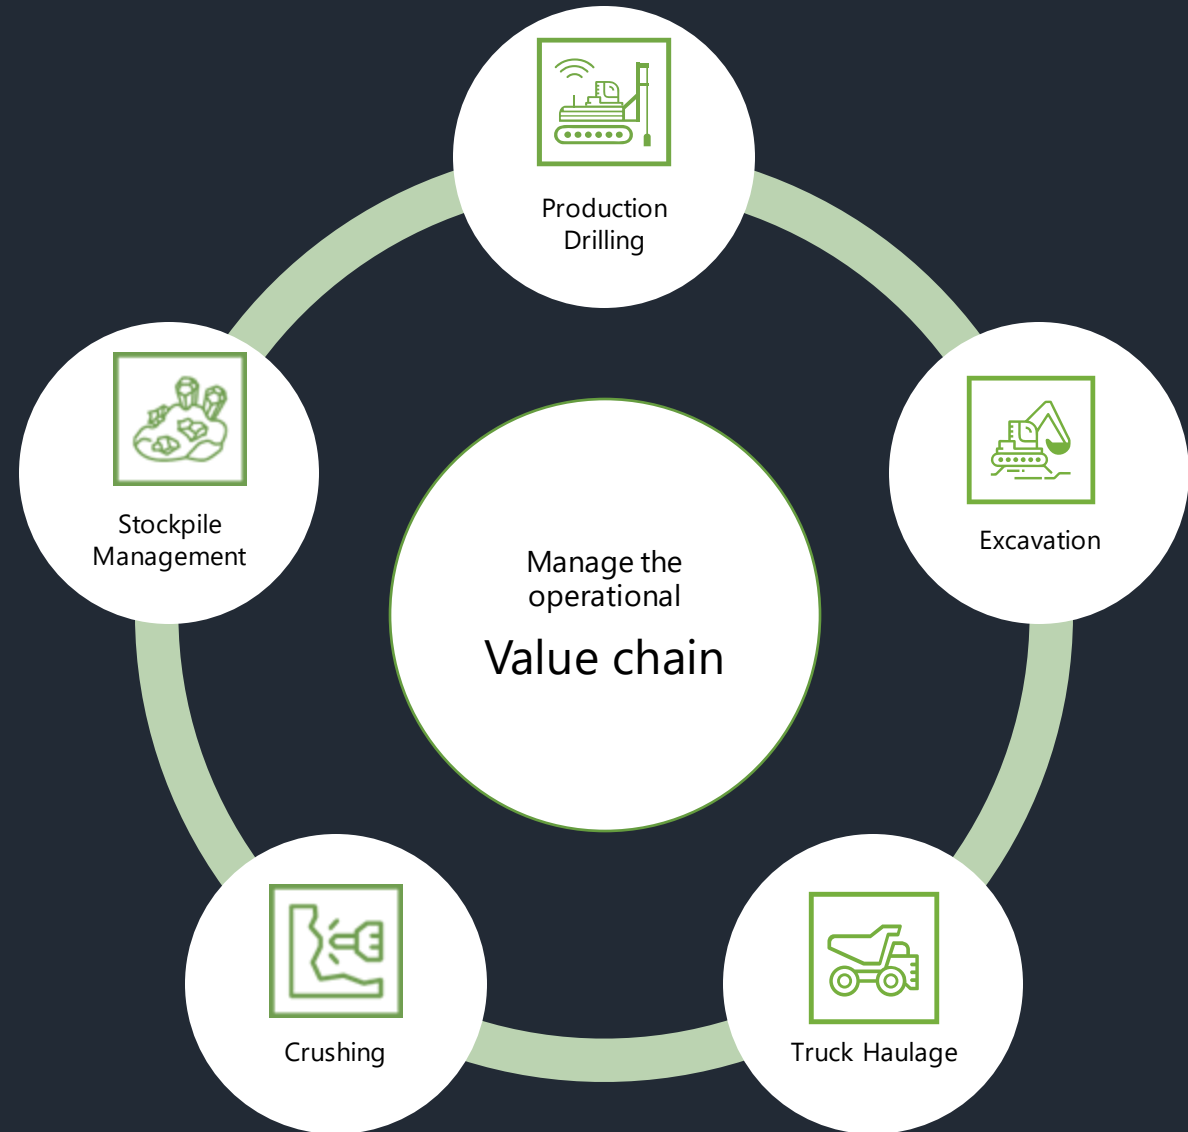 Production
Drilling
Excavation
Truck Haulage
Crushing
Stockpile
Management
Manage the
operational
Value chain